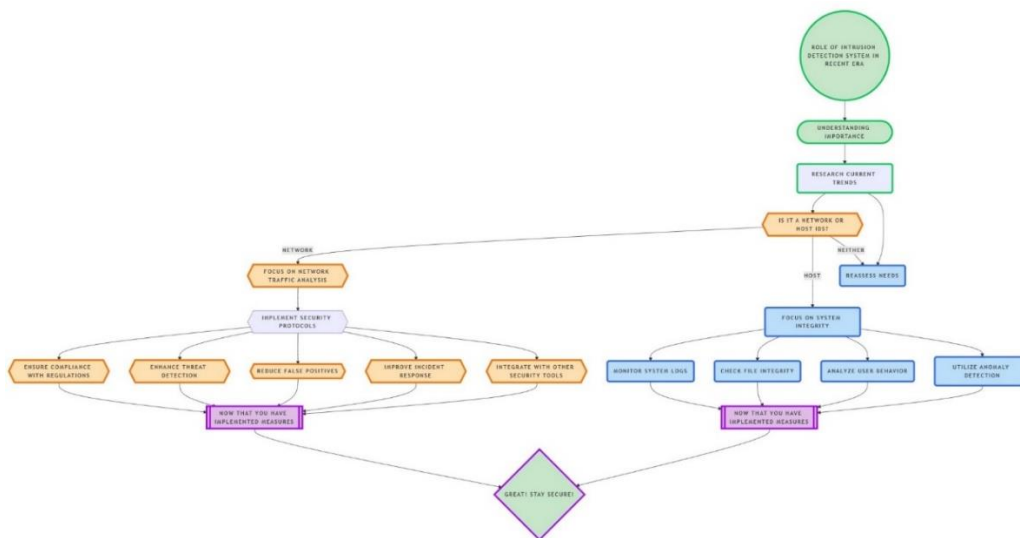 ROLE OF INTRUSION
DETECTION SYSTEM IN
RECENT ERA
UNDERSTANDING
IMPORTANCE
RESEARCH CURRENT
TRENDS
IS IT A NETWORK OR
HOST IDS?
NETWORK
NEITHER
HOST
FOCUS ON NETWORK
TRAFFIC ANALYSIS
REASSESS NEEDS
IMPLEMENT SECURITY
PROTOCOLS
FOCUS ON SYSTEM
INTEGRITY
ENSURE COMPLIANCE
WITH REGULATIONS
ENHANCE THREAT
DETECTION
REDUCE FALSE POSITIVES
IMPROVE INCIDENT
RESPONSE
INTEGRATE WITH OTHER
SECURITY TOOLS
MONITOR SYSTEM LOGS
CHECK FILE INTEGRITY
ANALYZE USER BEHAVIOR
UTILIZE ANOMALY
DETECTION
NOW THAT YOU HAVE
IMPLEMENTED MEASURES
NOW THAT YOU HAVE
IMPLEMENTED MEASURES
GREAT! STAY SECURE!